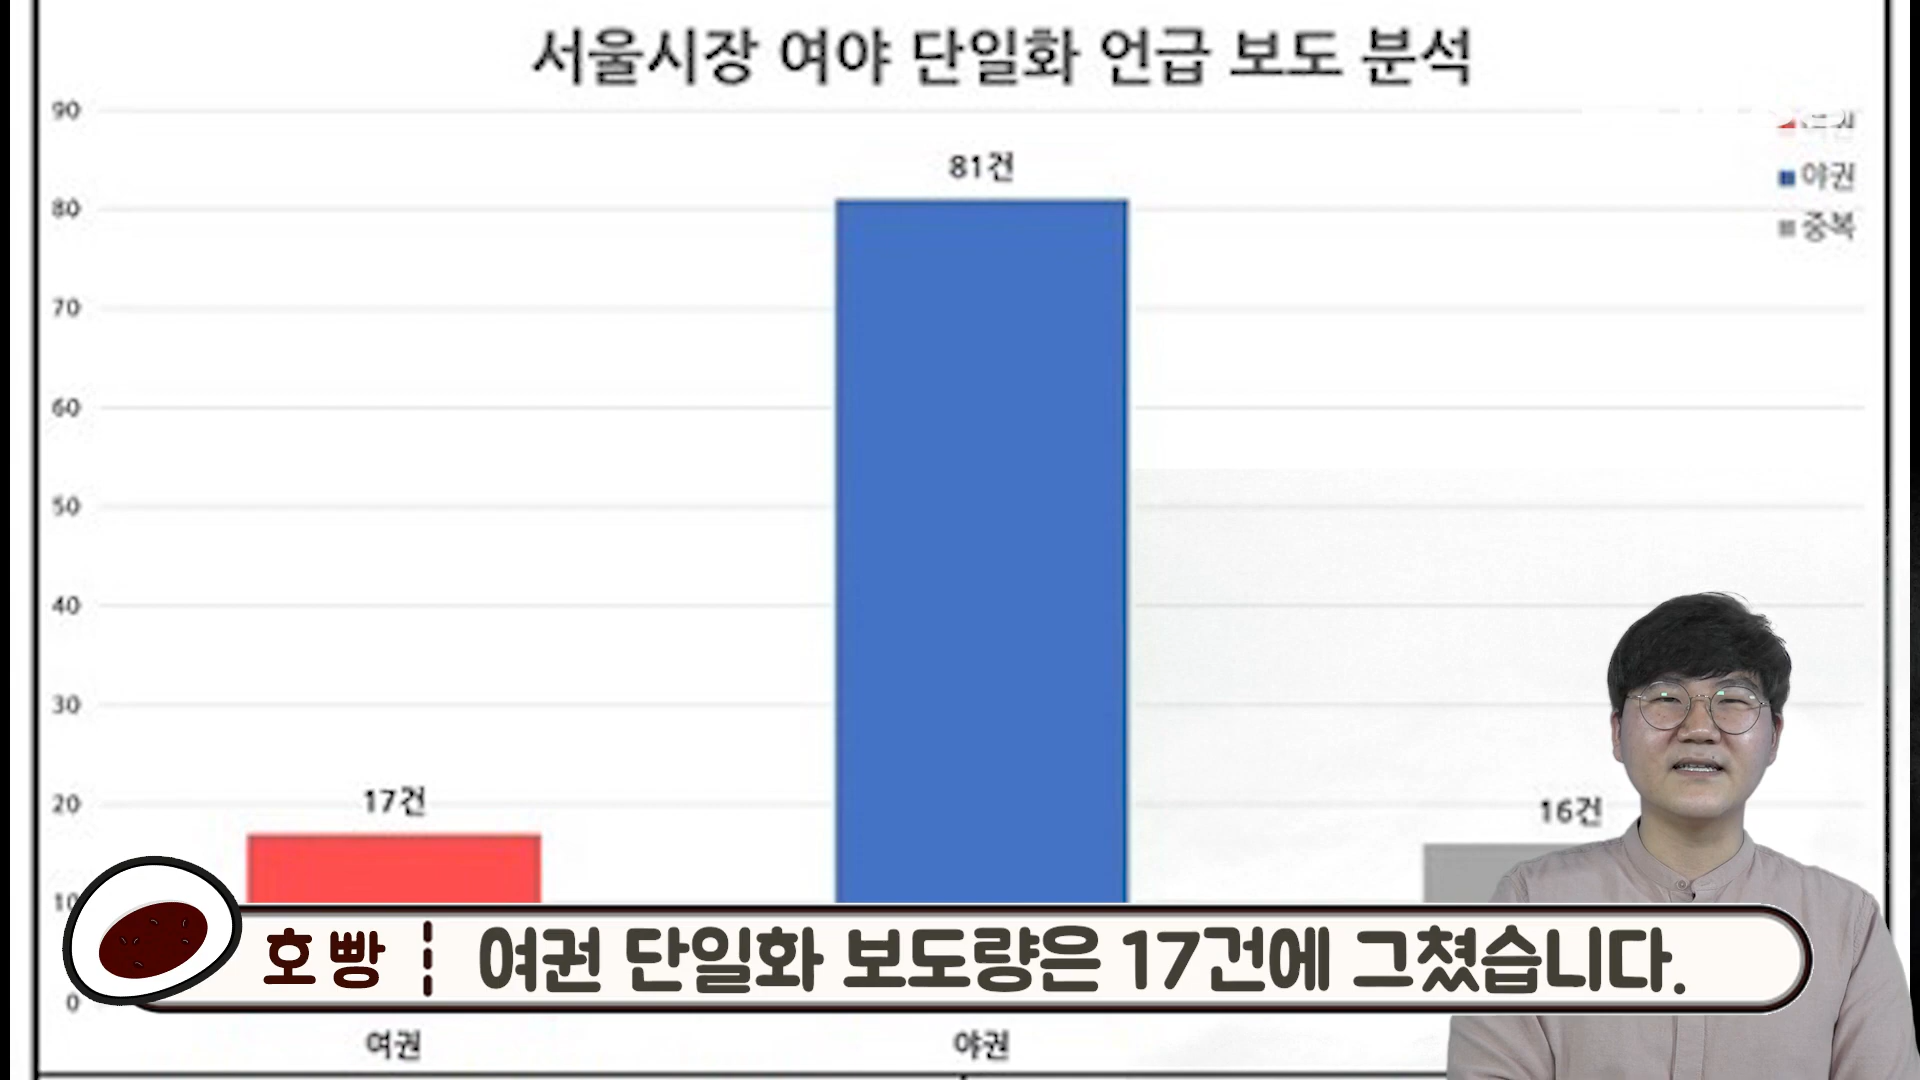 서울시장 여야 단일화 언급 보도 분석
90
80
70
60
50
40
30
20
10
0
81건
17건
16건
야권
중복
호빵
여권 단일화 보도량은 17건에 그쳤습니다.
여권
야권